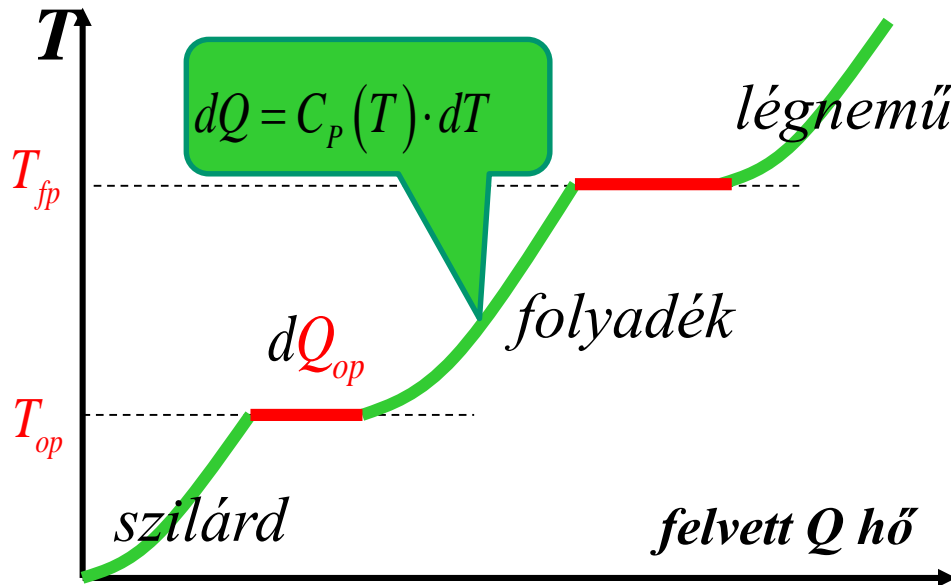 T
dQ = C_P (T) · dT
légnemű
T_fp
folyadék
dQ_op
T_op
szilárd
felvett Q hő